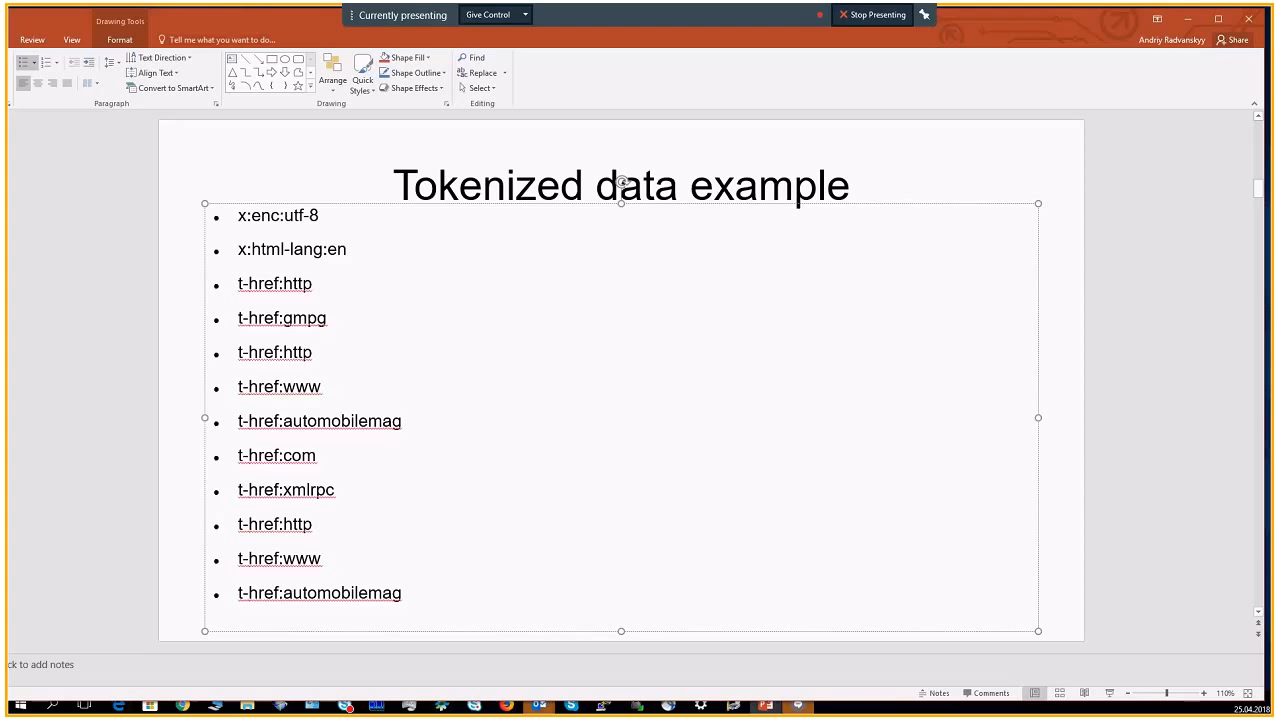 Currently presenting
Give Control
Stop Presenting
Drawing Tools
Review
View
Format
Tell me what you want to do...
Andriy Radvanskyy
Share
Text Direction
Align Text
Convert to SmartArt
Arrange
Quick
Styles
Shape Fill
Shape Outline
Shape Effects
Find
Replace
Select
Paragraph
Drawing
Editing
Tokenized data example
• x:enc:utf-8
• x:html-lang:en
• t-href:http
• t-href:gmpg
• t-href:http
• t-href:www
• t-href:automobilemag
• t-href:com
• t-href:xmlrpc
• t-href:http
• t-href:www
• t-href:automobilemag
ck to add notes
Notes
Comments
110%
25.04.2018